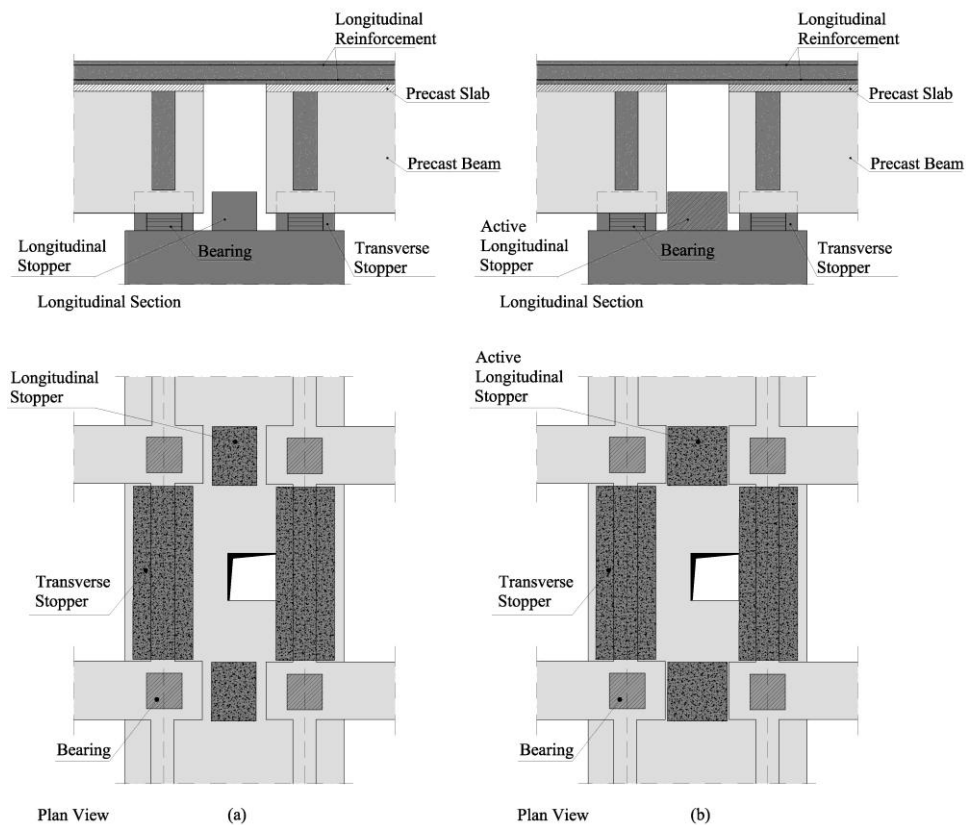 Longitudinal
Reinforcement
Precast Slab
Precast Beam
Longitudinal
Stopper
Bearing
Transverse
Stopper
Longitudinal Section
Longitudinal
Reinforcement
Precast Slab
Precast Beam
Active
Longitudinal
Stopper
Bearing
Transverse
Stopper
Longitudinal Section
Longitudinal
Stopper
Transverse
Stopper
Bearing
Plan View
(a)
Active
Longitudinal
Stopper
Transverse
Stopper
Bearing
Plan View
(b)